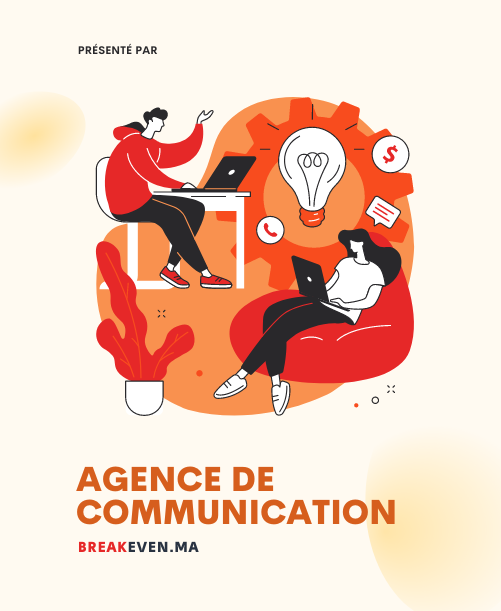 PRÉSENTÉ PAR
$
AGENCE DE
COMMUNICATION
BREAKEVEN.MA